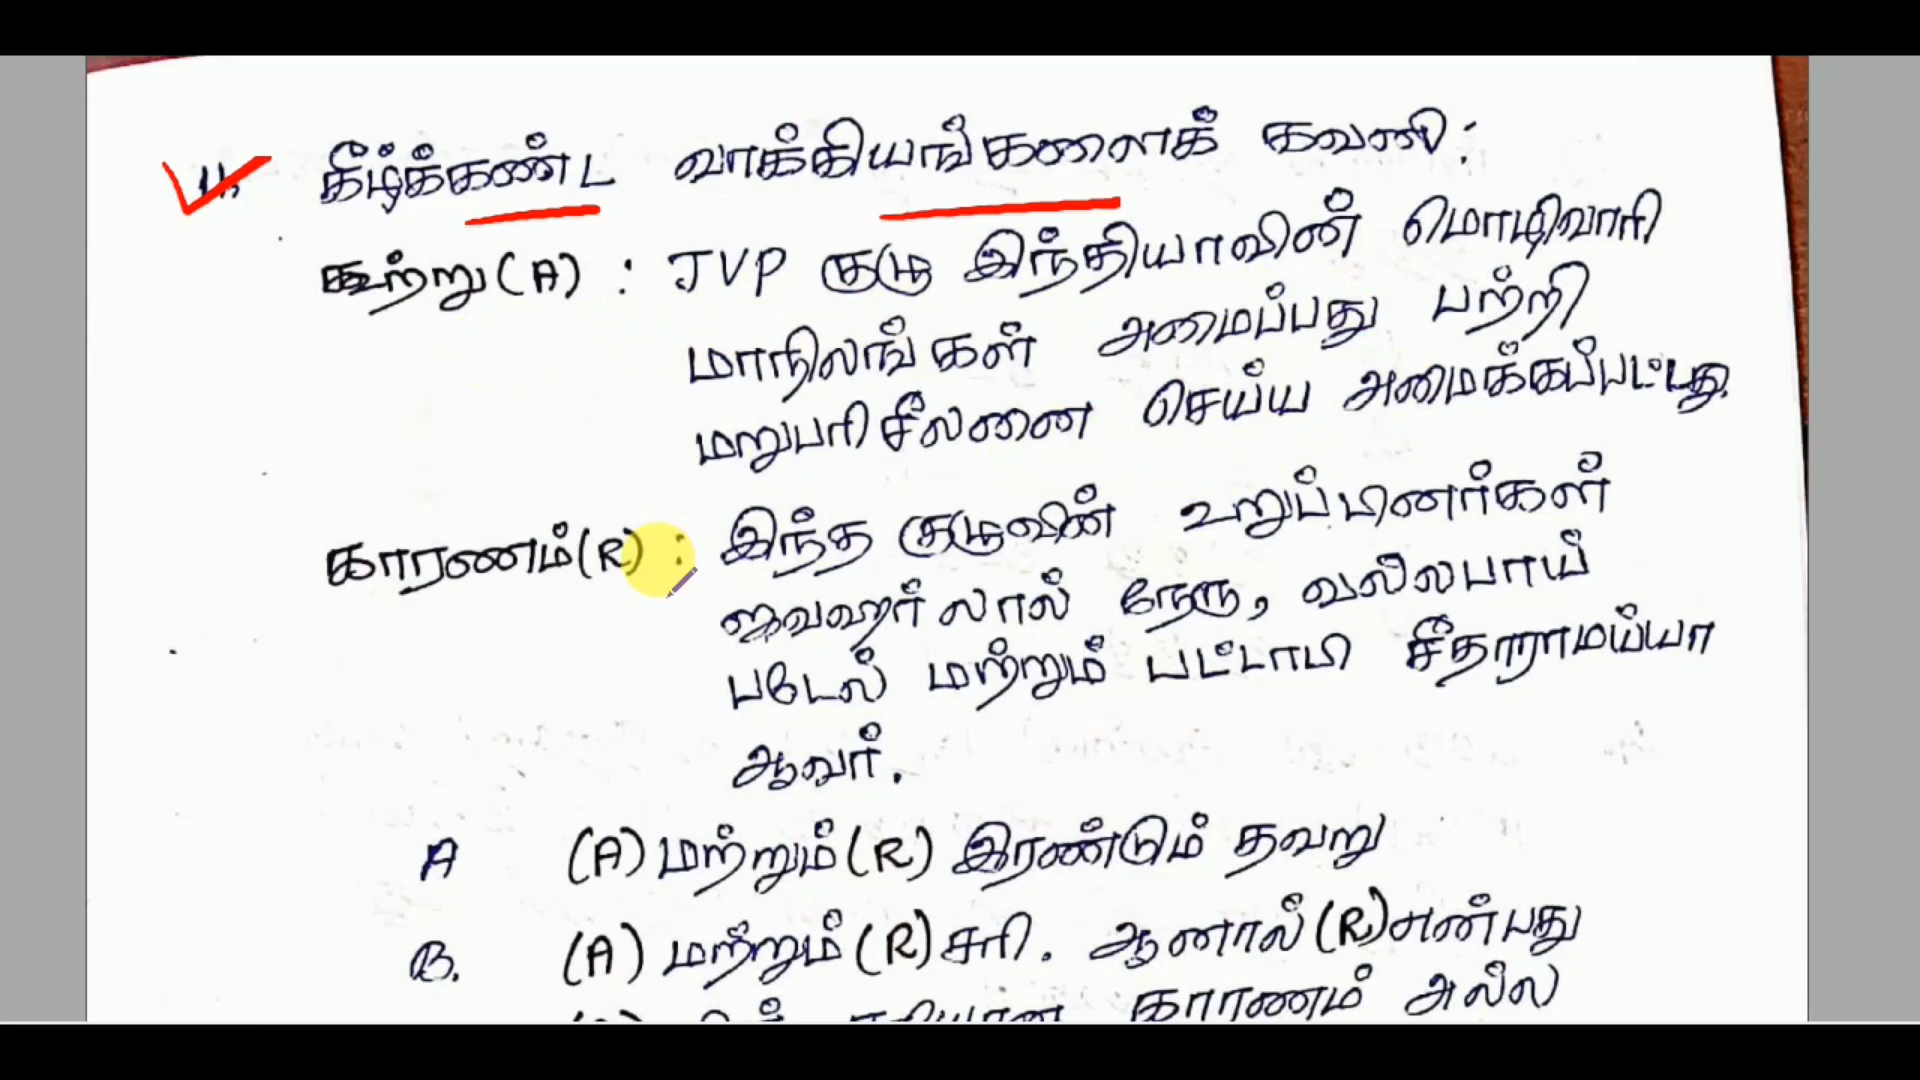 11. கீழ்க்கண்ட வாக்கியங்களைக் கவனி:
கூற்று (A) : JVP குழு இந்தியாவின் மொழிவாரி
மாநிலங்கள் அமைப்பது பற்றி
மறுபரிசீலனை செய்ய அமைக்கப்பட்டது.
காரணம் (R) : இந்த குழுவின் உறுப்பினர்கள்
ஜவஹர்லால் நேரு, வல்லபாய்
படேல் மற்றும் பட்டாபி சீதாராமய்யா
ஆவர்.
A (A) மற்றும் (R) இரண்டும் தவறு
B. (A) மற்றும் (R) சரி. ஆனால் (R) என்பது
காரணம் அல்ல